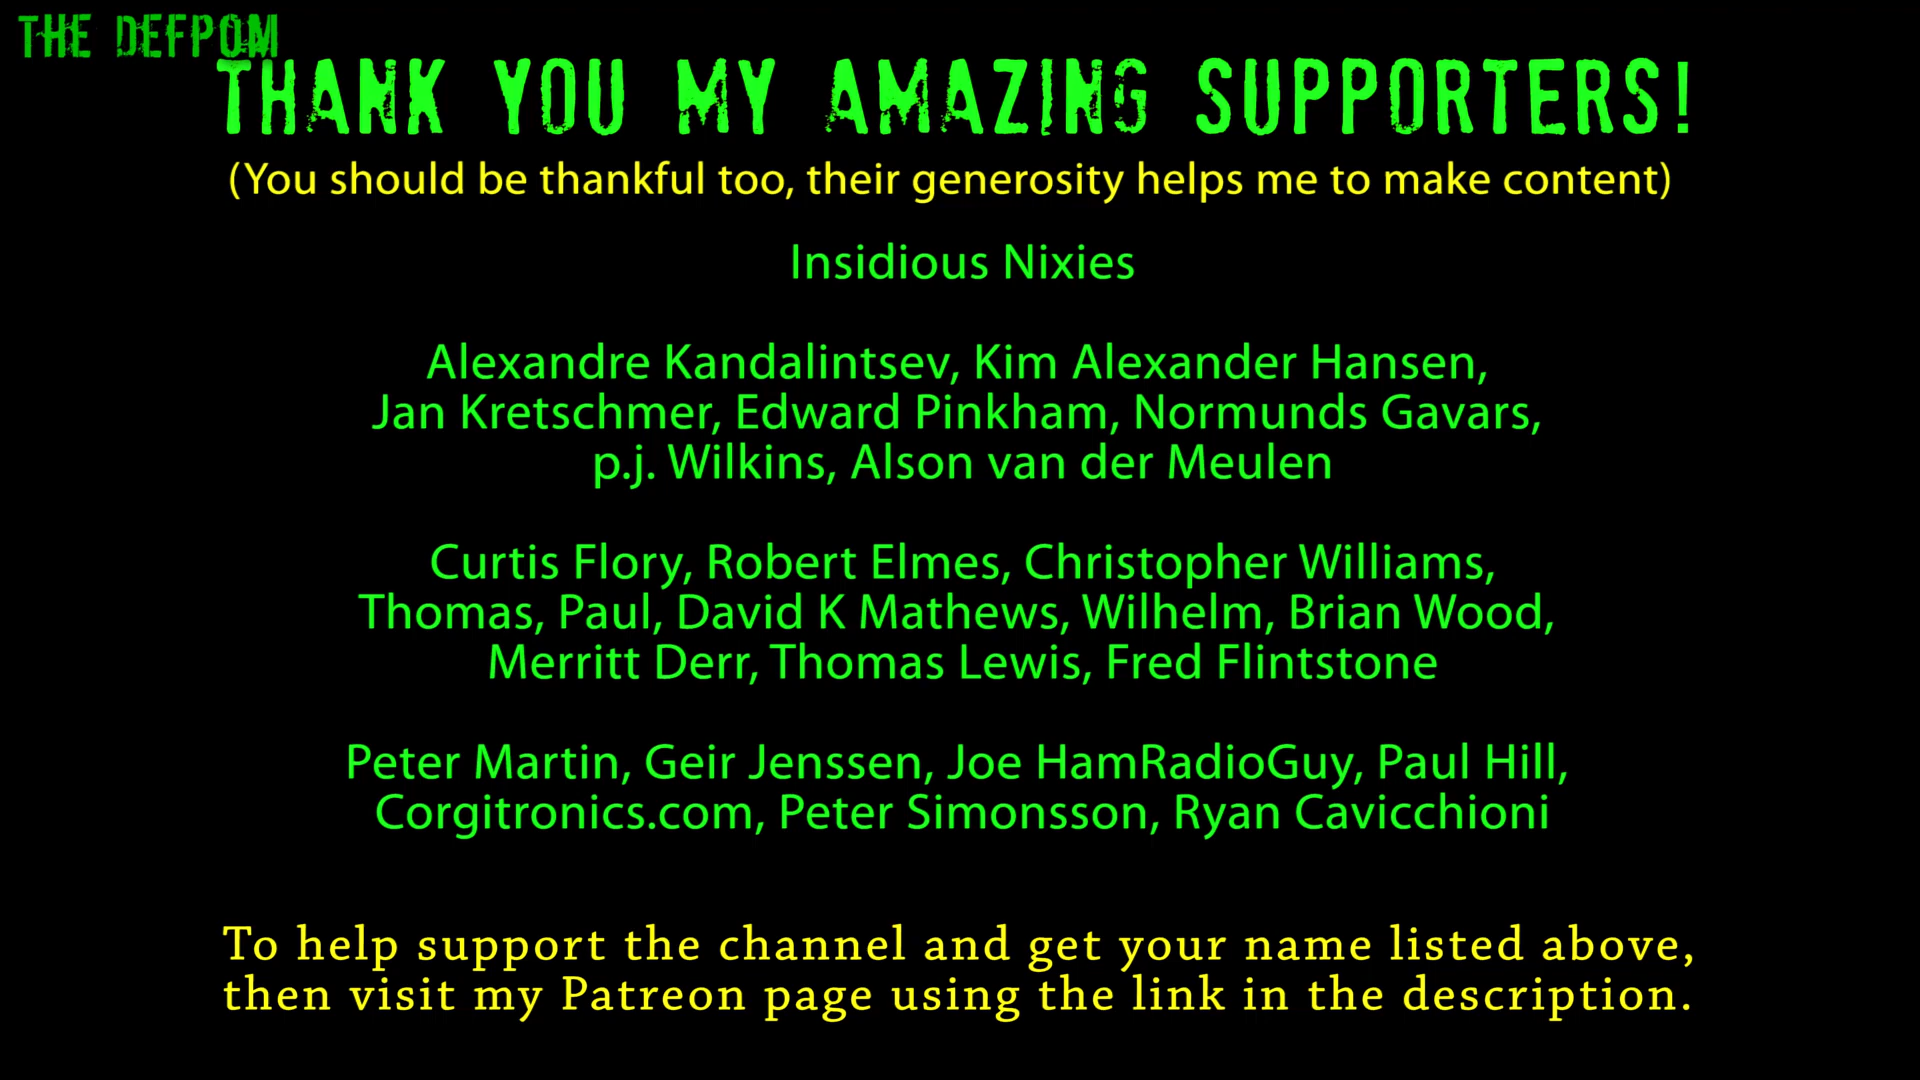 THE DEFPOM
THANK YOU MY AMAZING SUPPORTERS!
(You should be thankful too, their generosity helps me to make content)
Insidious Nixies
Alexandre Kandalintsev, Kim Alexander Hansen,
Jan Kretschmer, Edward Pinkham, Normunds Gavars,
p.j. Wilkins, Alson van der Meulen
Curtis Flory, Robert Elmes, Christopher Williams,
Thomas, Paul, David K Mathews, Wilhelm, Brian Wood,
Merritt Derr, Thomas Lewis, Fred Flintstone
Peter Martin, Geir Jenssen, Joe HamRadioGuy, Paul Hill,
Corgitronics.com, Peter Simonsson, Ryan Cavicchioni
To help support the channel and get your name listed above,
then visit my Patreon page using the link in the description.